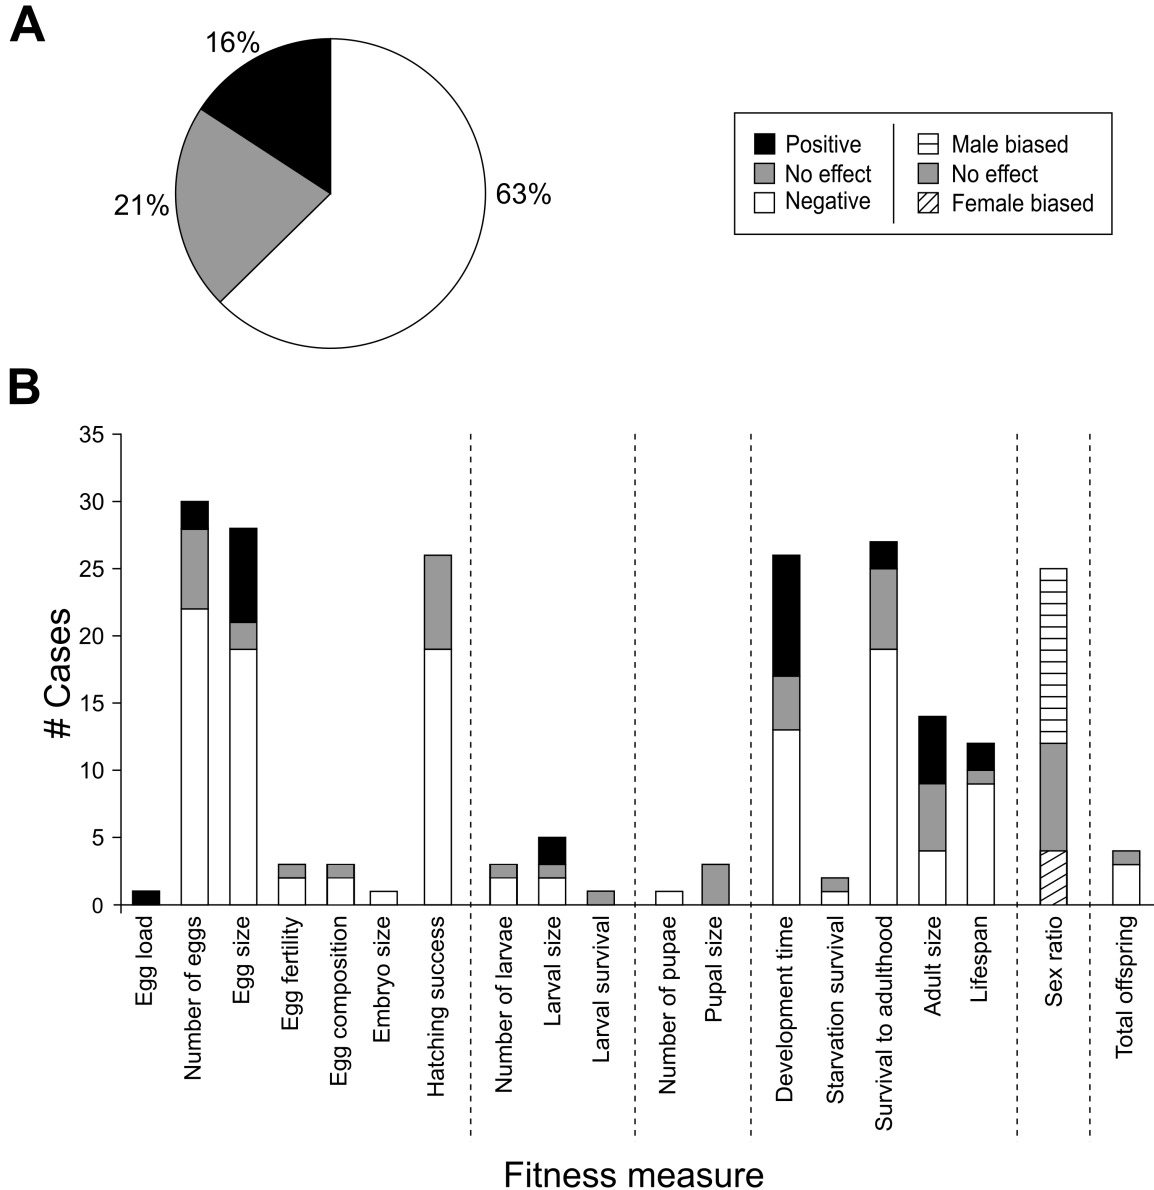 A
16%
21%
63%
Positive
No effect
Negative
Male biased
No effect
Female biased
B
# Cases
35
30
25
20
15
10
5
0
Egg load
Number of eggs
Egg size
Egg fertility
Egg composition
Embryo size
Hatching success
Number of larvae
Larval size
Larval survival
Number of pupae
Pupal size
Development time
Starvation survival
Survival to adulthood
Adult size
Lifespan
Sex ratio
Total offspring
Fitness measure